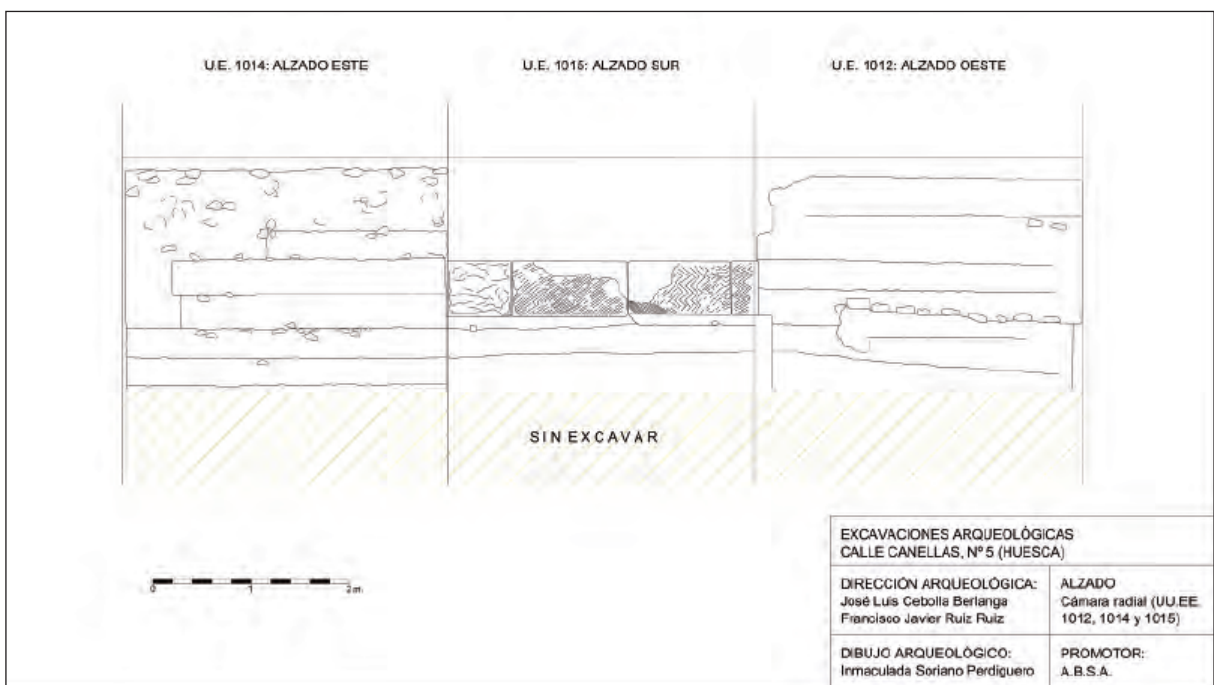 U.E. 1014: ALZADO ESTE
U.E. 1015: ALZADO SUR
U.E. 1012: ALZADO OESTE
SIN EXCAVAR
0 1 2 m.
EXCAVACIONES ARQUEOLÓGICAS
CALLE CANELLAS, Nº 5 (HUESCA)
DIRECCIÓN ARQUEOLÓGICA:
José Luis Cebolla Berlanga
Francisco Javier Ruiz Ruiz
ALZADO
Cámara radial (UU.EE.
1012, 1014 y 1015)
DIBUJO ARQUEOLÓGICO:
Inmaculada Soriano Perdiguero
PROMOTOR:
A.B.S.A.